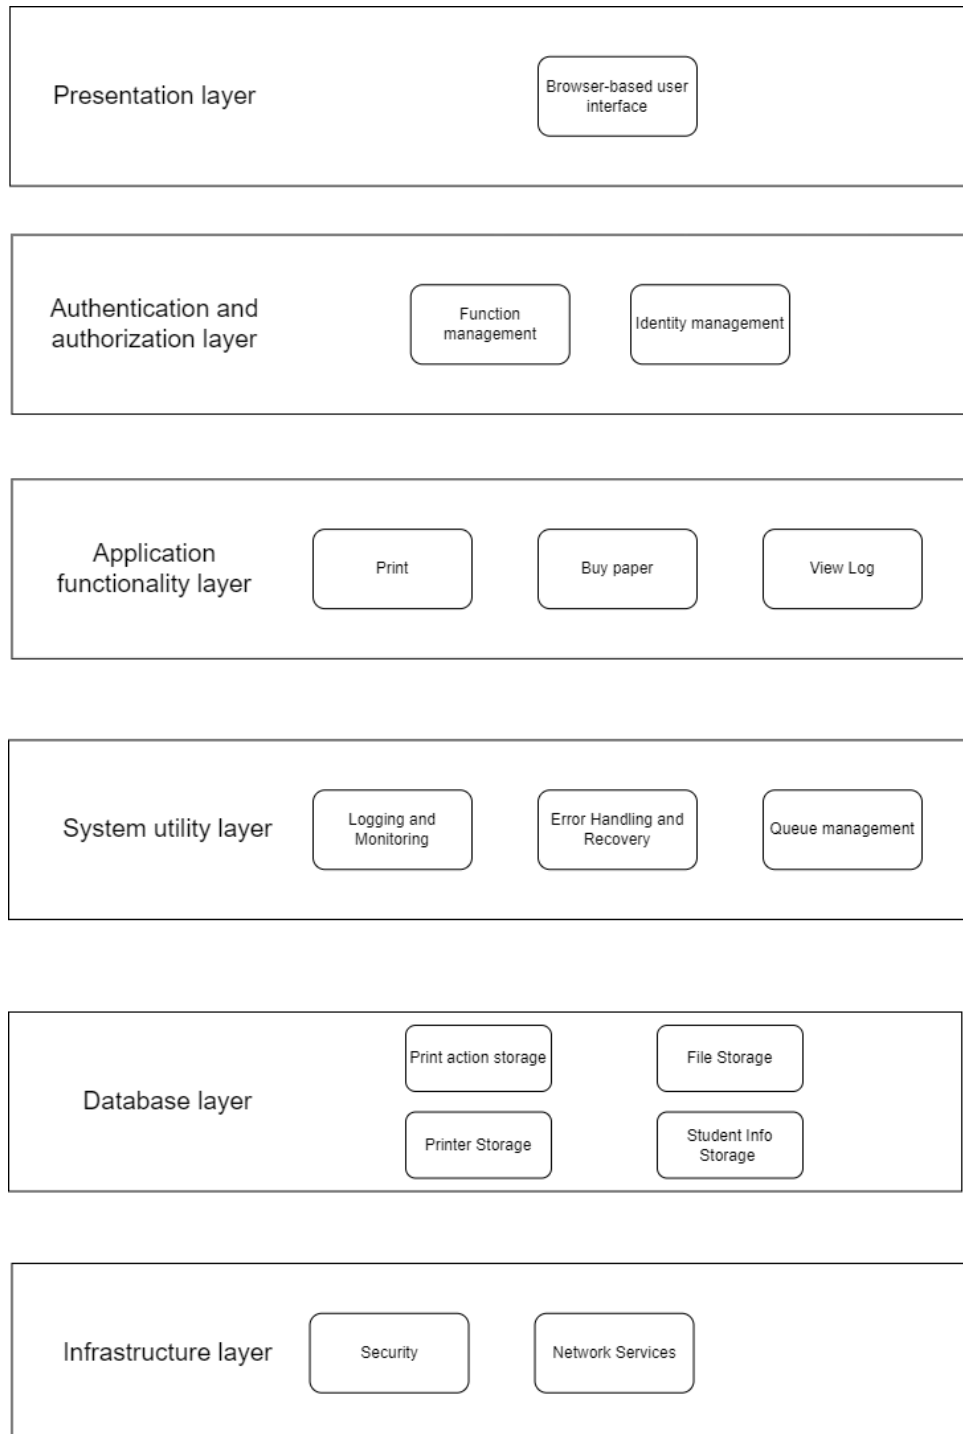 Presentation layer
Browser-based user
interface
Authentication and
authorization layer
Function
management
Identity management
Application
functionality layer
Print
Buy paper
View Log
System utility layer
Logging and
Monitoring
Error Handling and
Recovery
Queue management
Database layer
Print action storage
File Storage
Printer Storage
Student Info
Storage
Infrastructure layer
Security
Network Services